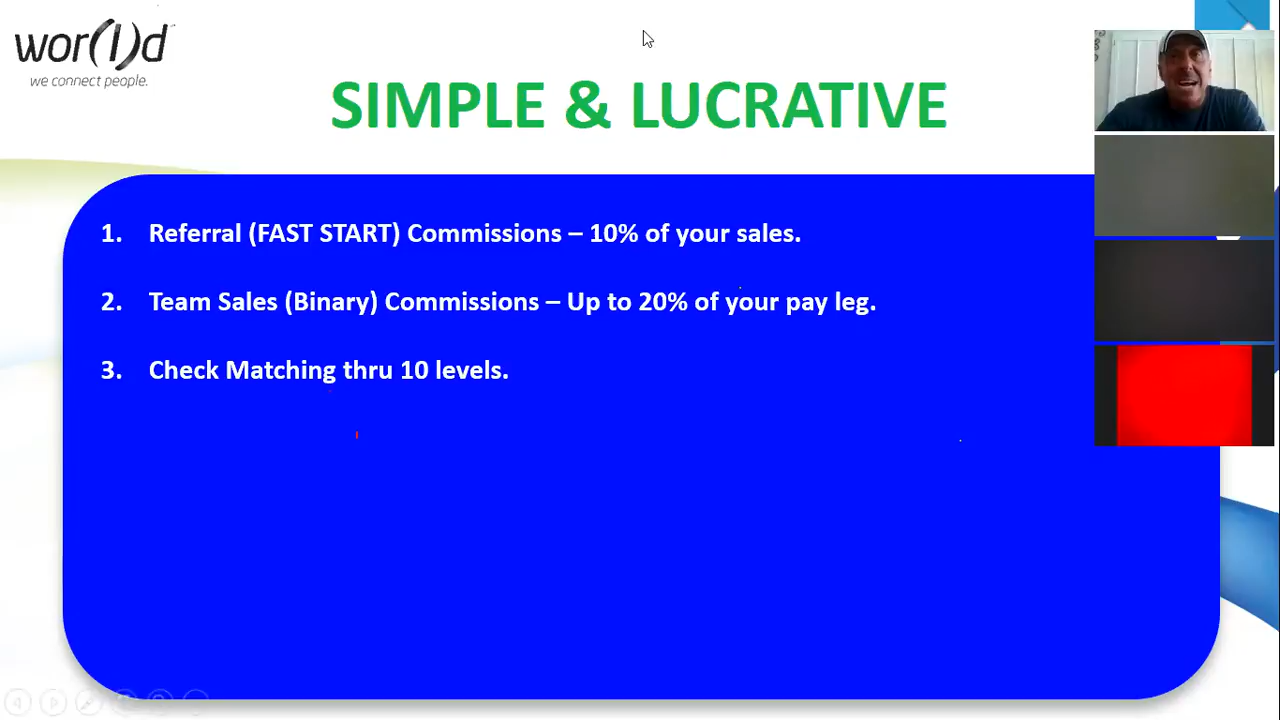 wor(l)d
we connect people.
SIMPLE & LUCRATIVE
1. Referral (FAST START) Commissions – 10% of your sales.
2. Team Sales (Binary) Commissions – Up to 20% of your pay leg.
3. Check Matching thru 10 levels.